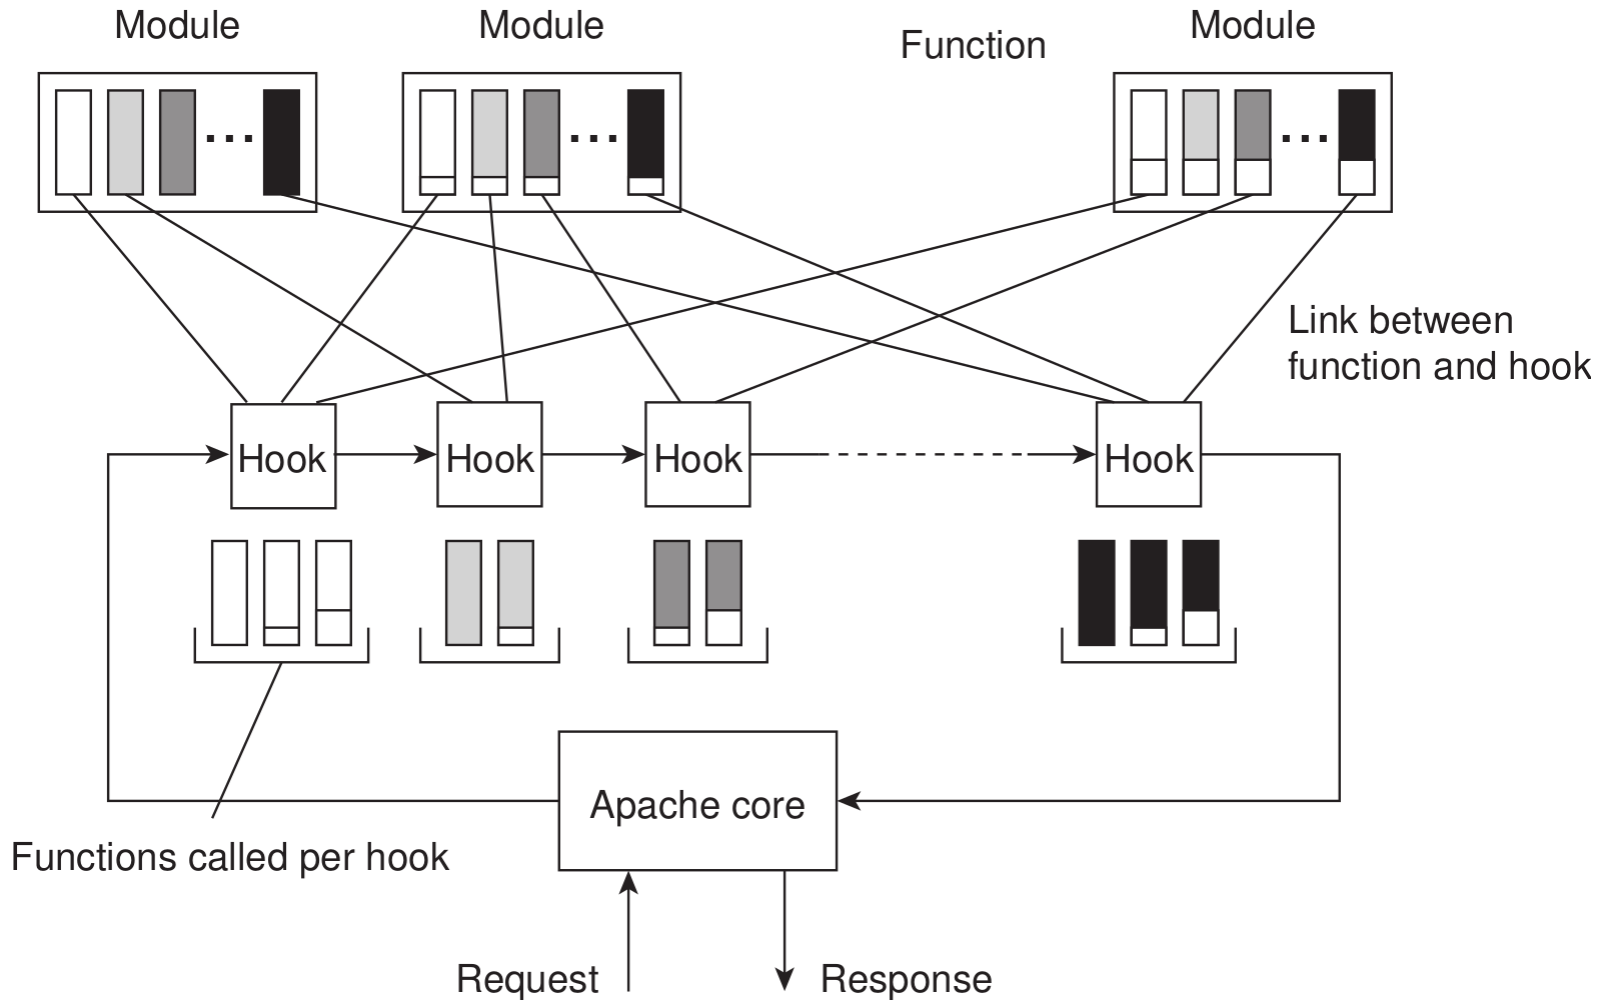 Module
Module
Function
Module
...
...
...
Link between
function and hook
Hook
Hook
Hook
Hook
Apache core
Functions called per hook
Request
Response